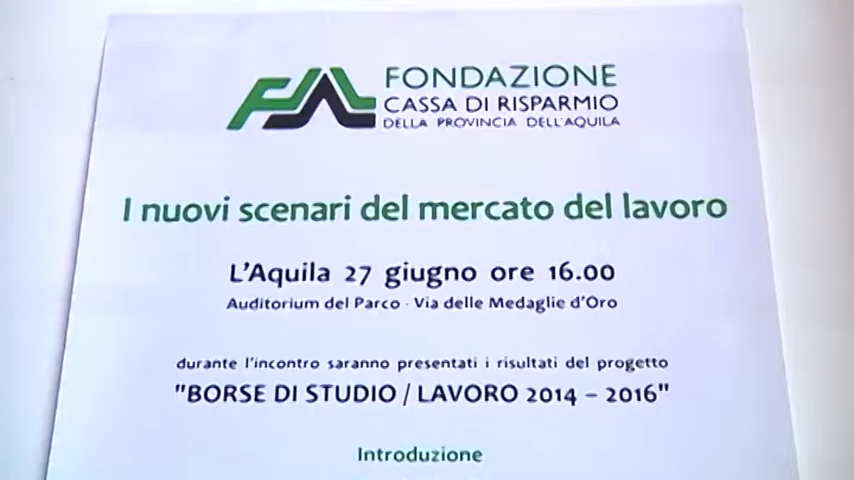 FONDAZIONE
CASSA DI RISPARMIO
DELLA PROVINCIA DELL'AQUILA
I nuovi scenari del mercato del lavoro
L'Aquila 27 giugno ore 16.00
Auditorium del Parco · Via delle Medaglie d'Oro
durante l'incontro saranno presentati i risultati del progetto
"BORSE DI STUDIO / LAVORO 2014 – 2016"
Introduzione